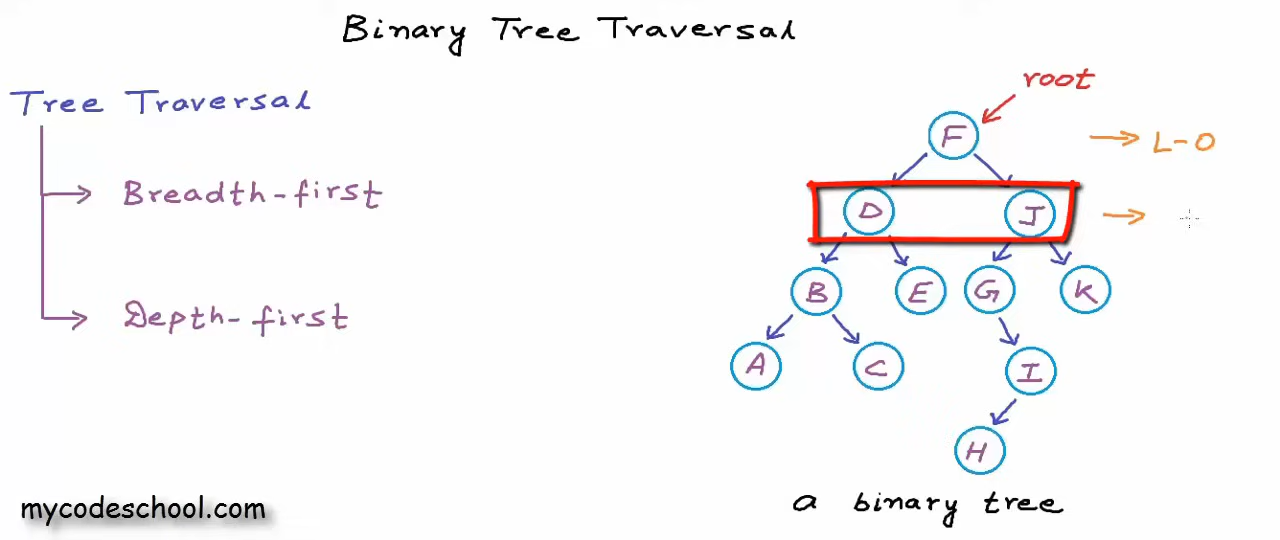 Binary Tree Traversal
Tree Traversal
root
F
L-0
Breadth-first
D J
B E G K
Depth-first
A C I
H
mycodeschool.com
a binary tree